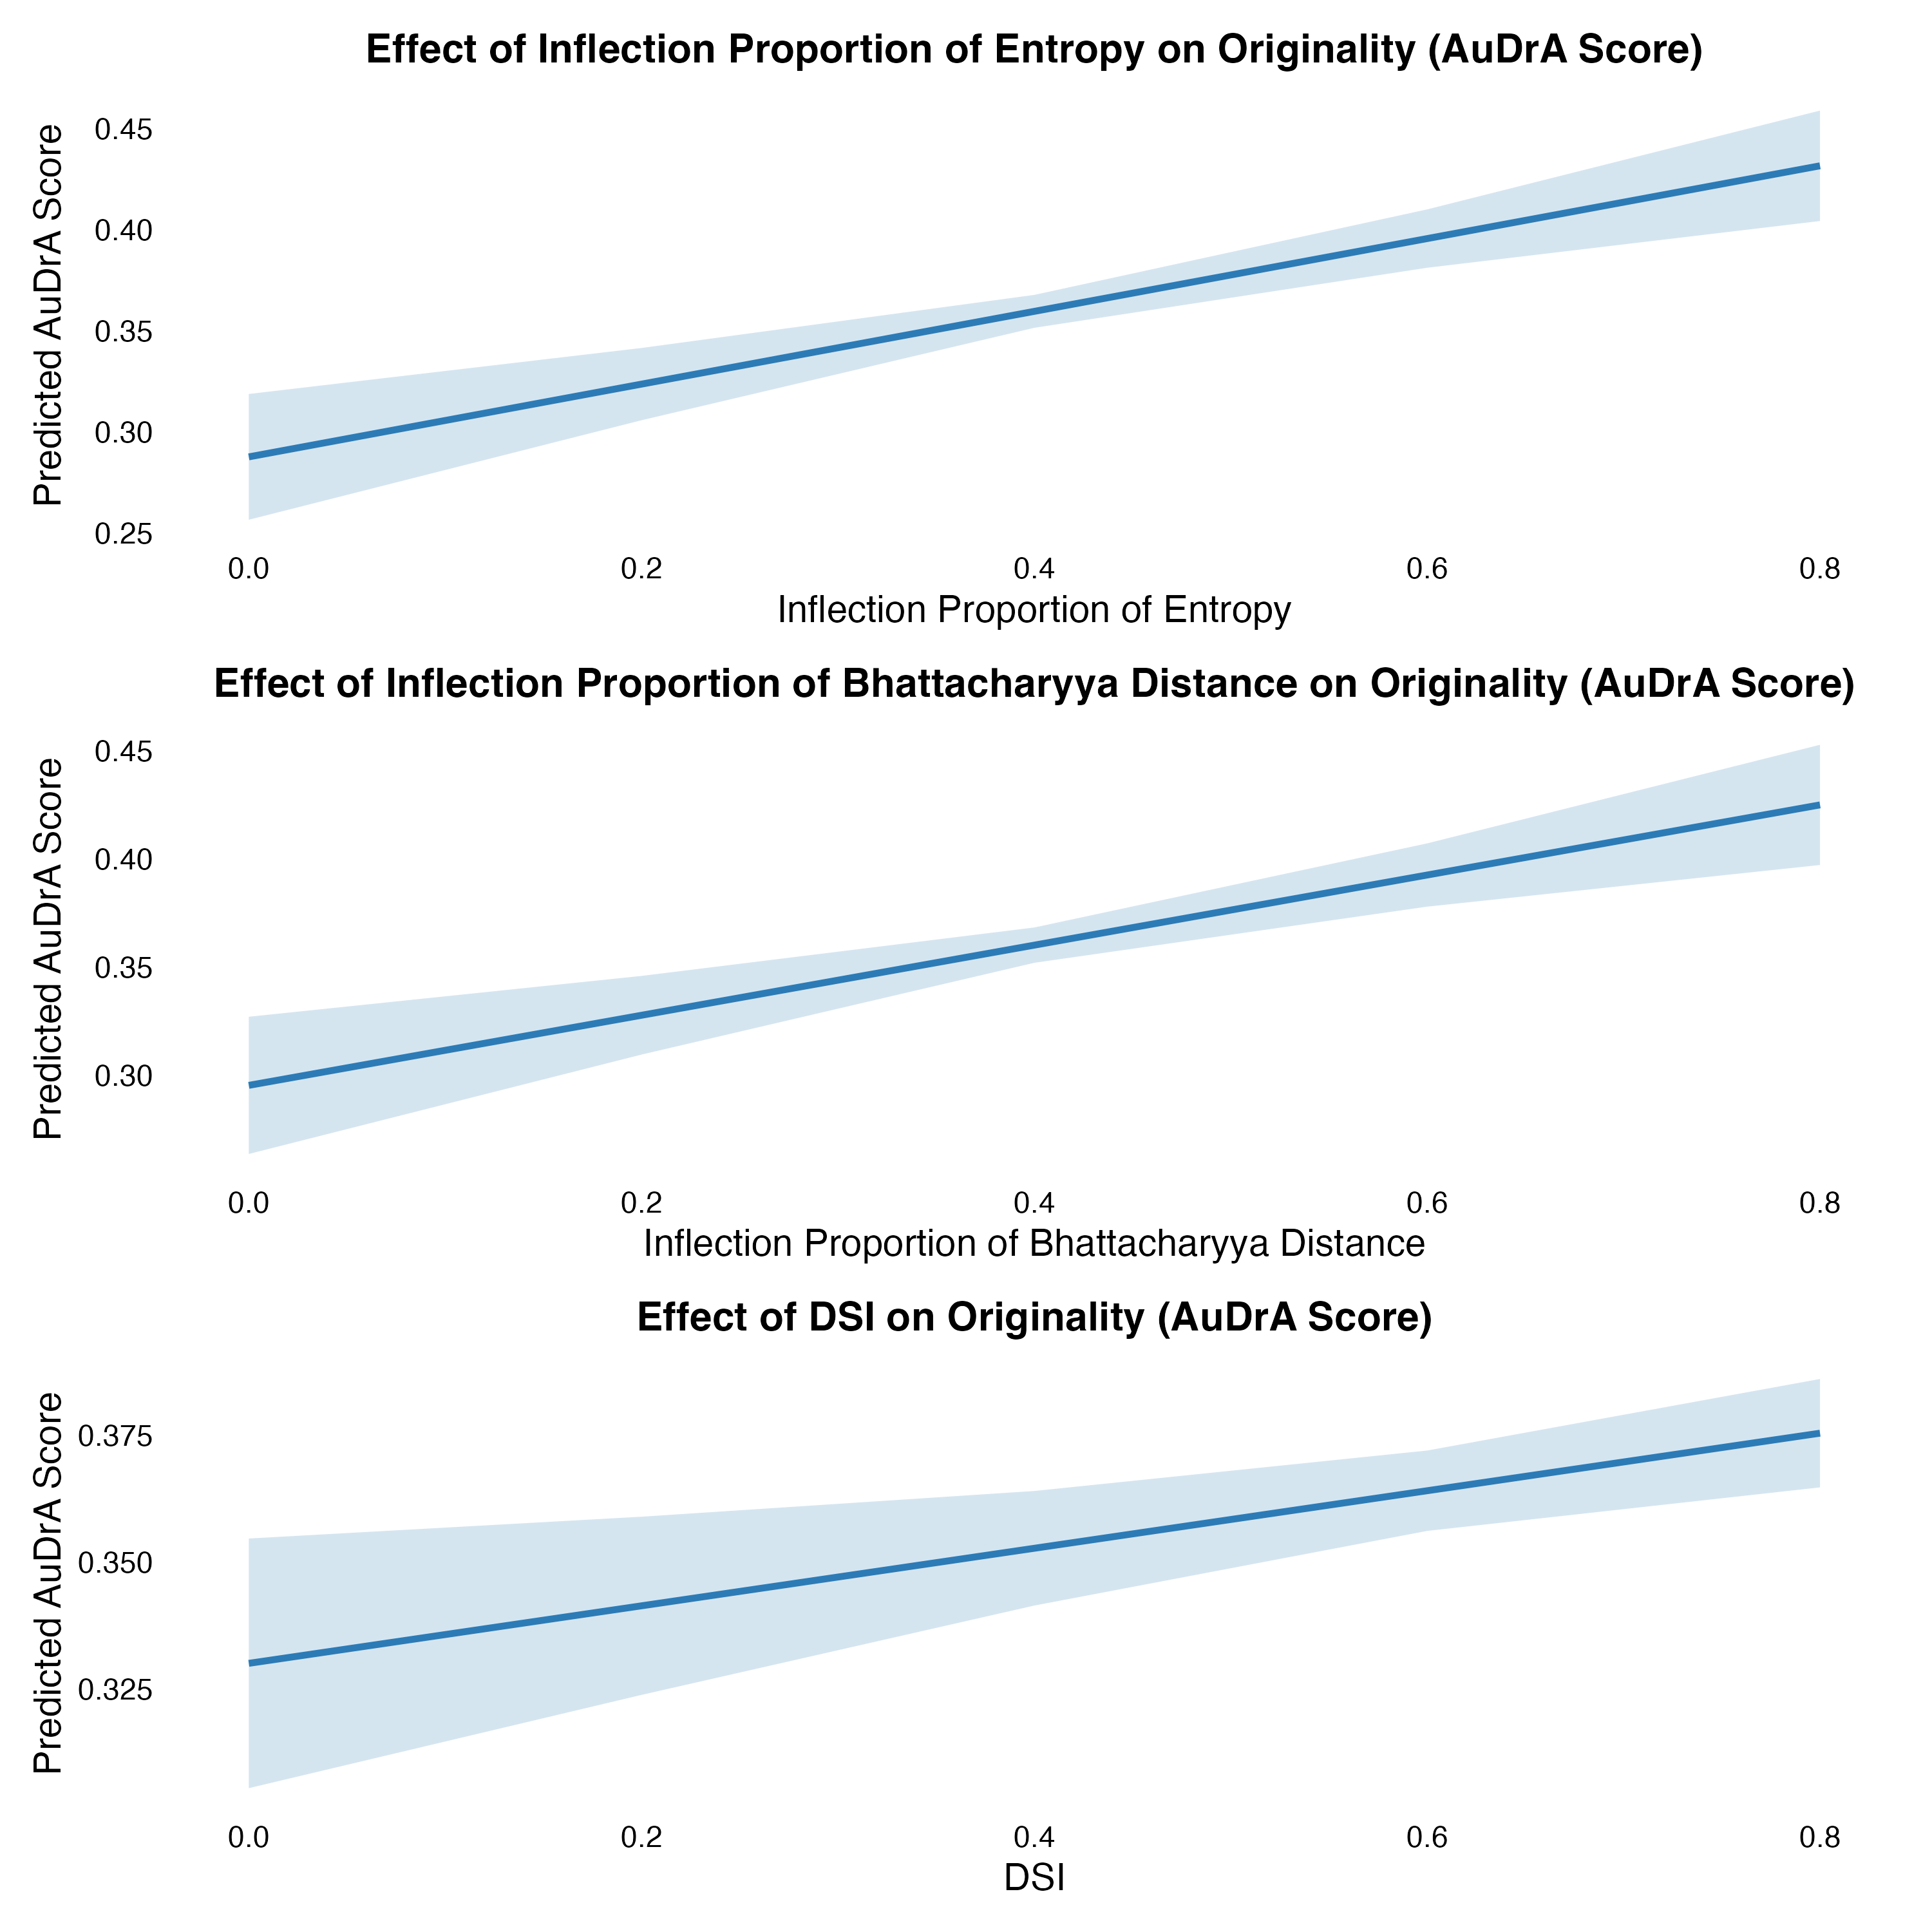 Effect of Inflection Proportion of Entropy on Originality (AuDrA Score)
Predicted AuDrA Score
0.45
0.40
0.35
0.30
0.25
0.0 0.2 0.4 0.6 0.8
Inflection Proportion of Entropy
Effect of Inflection Proportion of Bhattacharyya Distance on Originality (AuDrA Score)
Predicted AuDrA Score
0.45
0.40
0.35
0.30
0.0 0.2 0.4 0.6 0.8
Inflection Proportion of Bhattacharyya Distance
Effect of DSI on Originality (AuDrA Score)
Predicted AuDrA Score
0.375
0.350
0.325
0.0 0.2 0.4 0.6 0.8
DSI